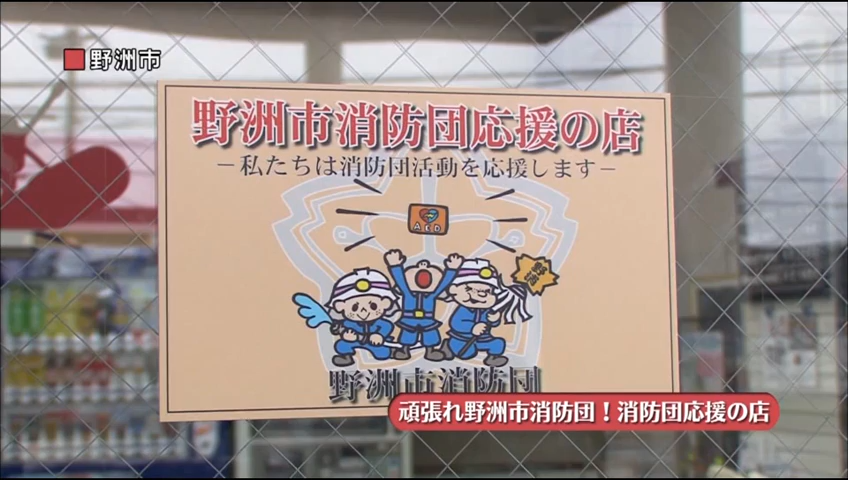 野洲市
野洲市消防団応援の店
－私たちは消防団活動を応援します－
AED
野洲市消防団
頑張れ野洲市消防団！消防団応援の店